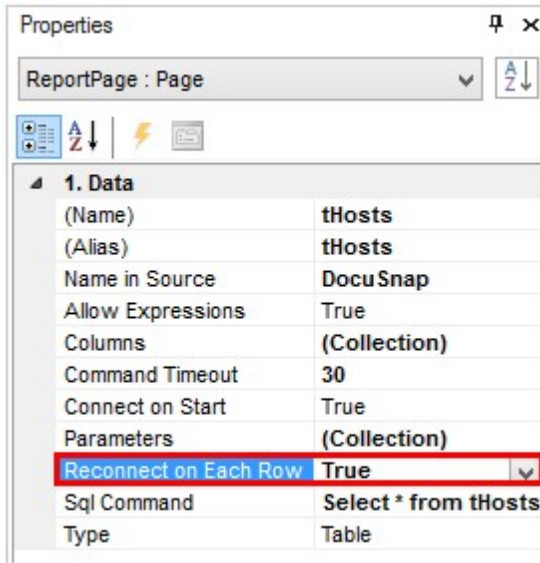 Properties
ReportPage : Page
1. Data
(Name) tHosts
(Alias) tHosts
Name in Source DocuSnap
Allow Expressions True
Columns (Collection)
Command Timeout 30
Connect on Start True
Parameters (Collection)
Reconnect on Each Row True
Sql Command Select * from tHosts
Type Table